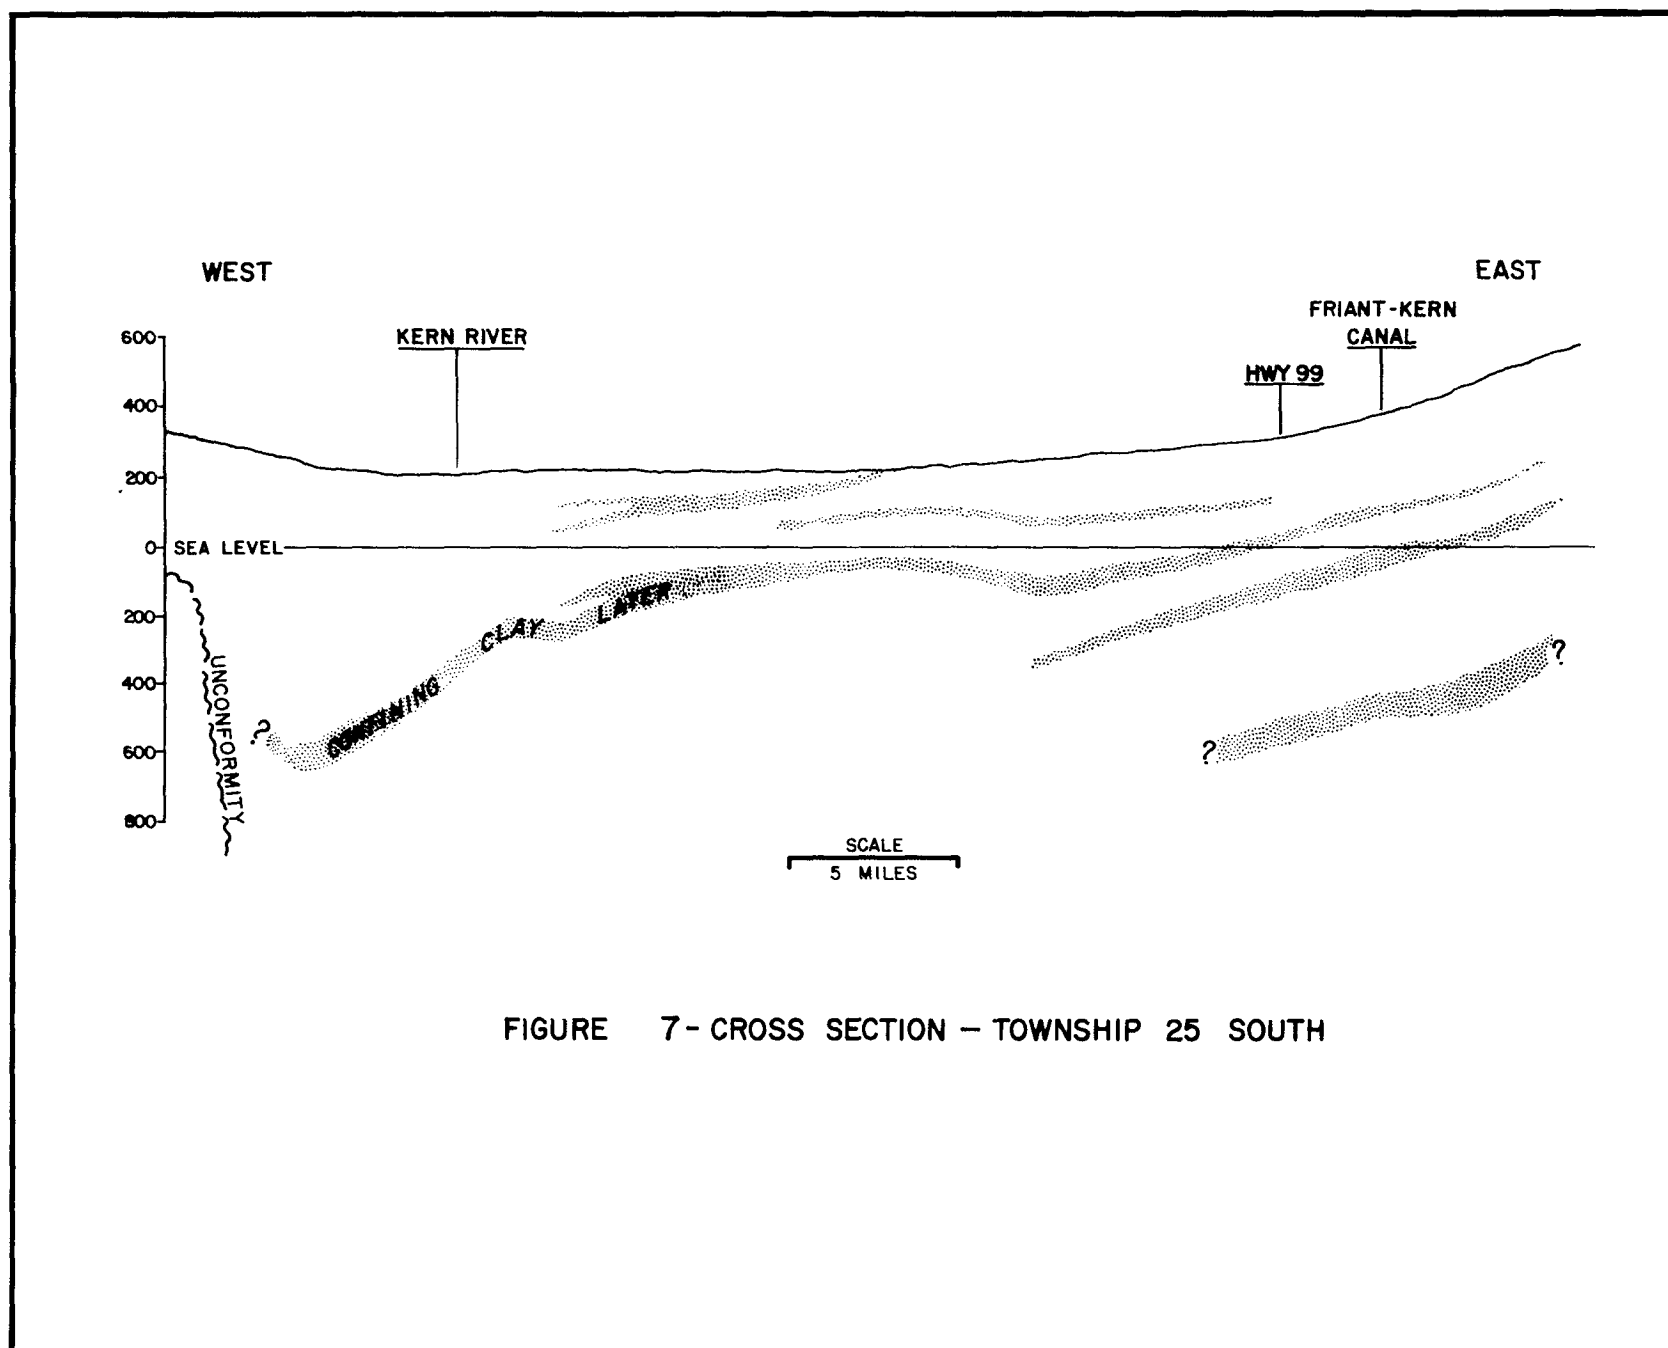 WEST
EAST
FRIANT-KERN
CANAL
KERN RIVER
HWY 99
600
400
200
0
SEA LEVEL
200
400
600
800
UNCONFORMITY
?
CONFINING CLAY LAYER
?
?
SCALE
5 MILES
FIGURE 7- CROSS SECTION — TOWNSHIP 25 SOUTH